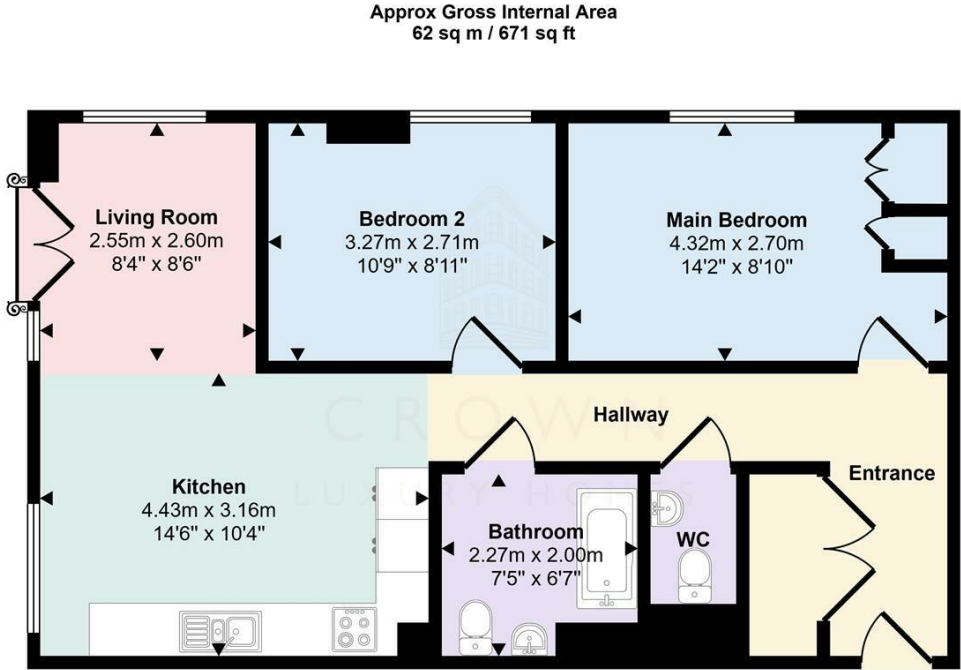 Approx Gross Internal Area
62 sq m / 671 sq ft
Living Room
2.55m x 2.60m
8'4" x 8'6"
Bedroom 2
3.27m x 2.71m
10'9" x 8'11"
Main Bedroom
4.32m x 2.70m
14'2" x 8'10"
Hallway
Entrance
CROWN
LUXURY HOMES
Kitchen
4.43m x 3.16m
14'6" x 10'4"
Bathroom
2.27m x 2.00m
7'5" x 6'7"
WC